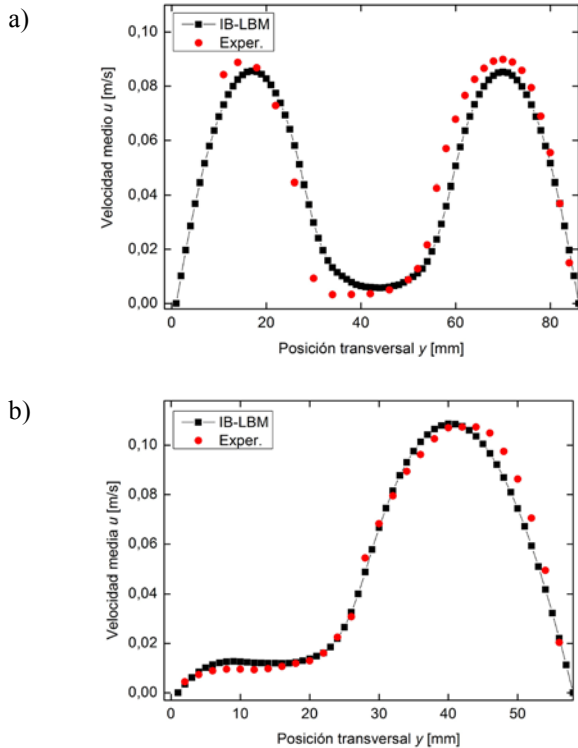 a)
0,10
0,08
0,06
0,04
0,02
0,00
Velocidad medio u [m/s]
IB-LBM
Exper.
0
20
40
60
80
Posición transversal y [mm]
b)
0,10
0,08
0,06
0,04
0,02
0,00
Velocidad media u [m/s]
IB-LBM
Exper.
0
10
20
30
40
50
Posición transversal y [mm]